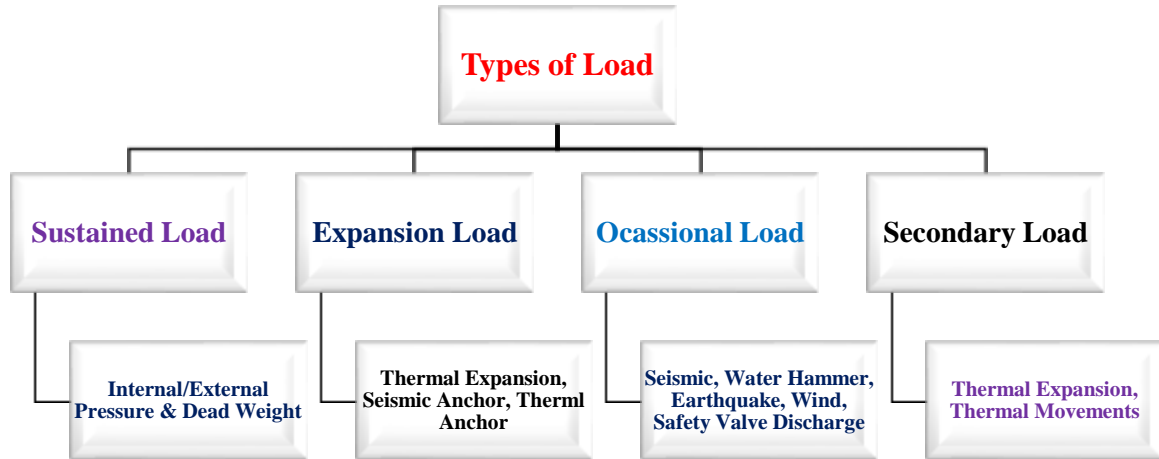 Types of Load
Sustained Load
Expansion Load
Ocassional Load
Secondary Load
Internal/External
Pressure & Dead Weight
Thermal Expansion,
Seismic Anchor, Therml
Anchor
Seismic, Water Hammer,
Earthquake, Wind,
Safety Valve Discharge
Thermal Expansion,
Thermal Movements